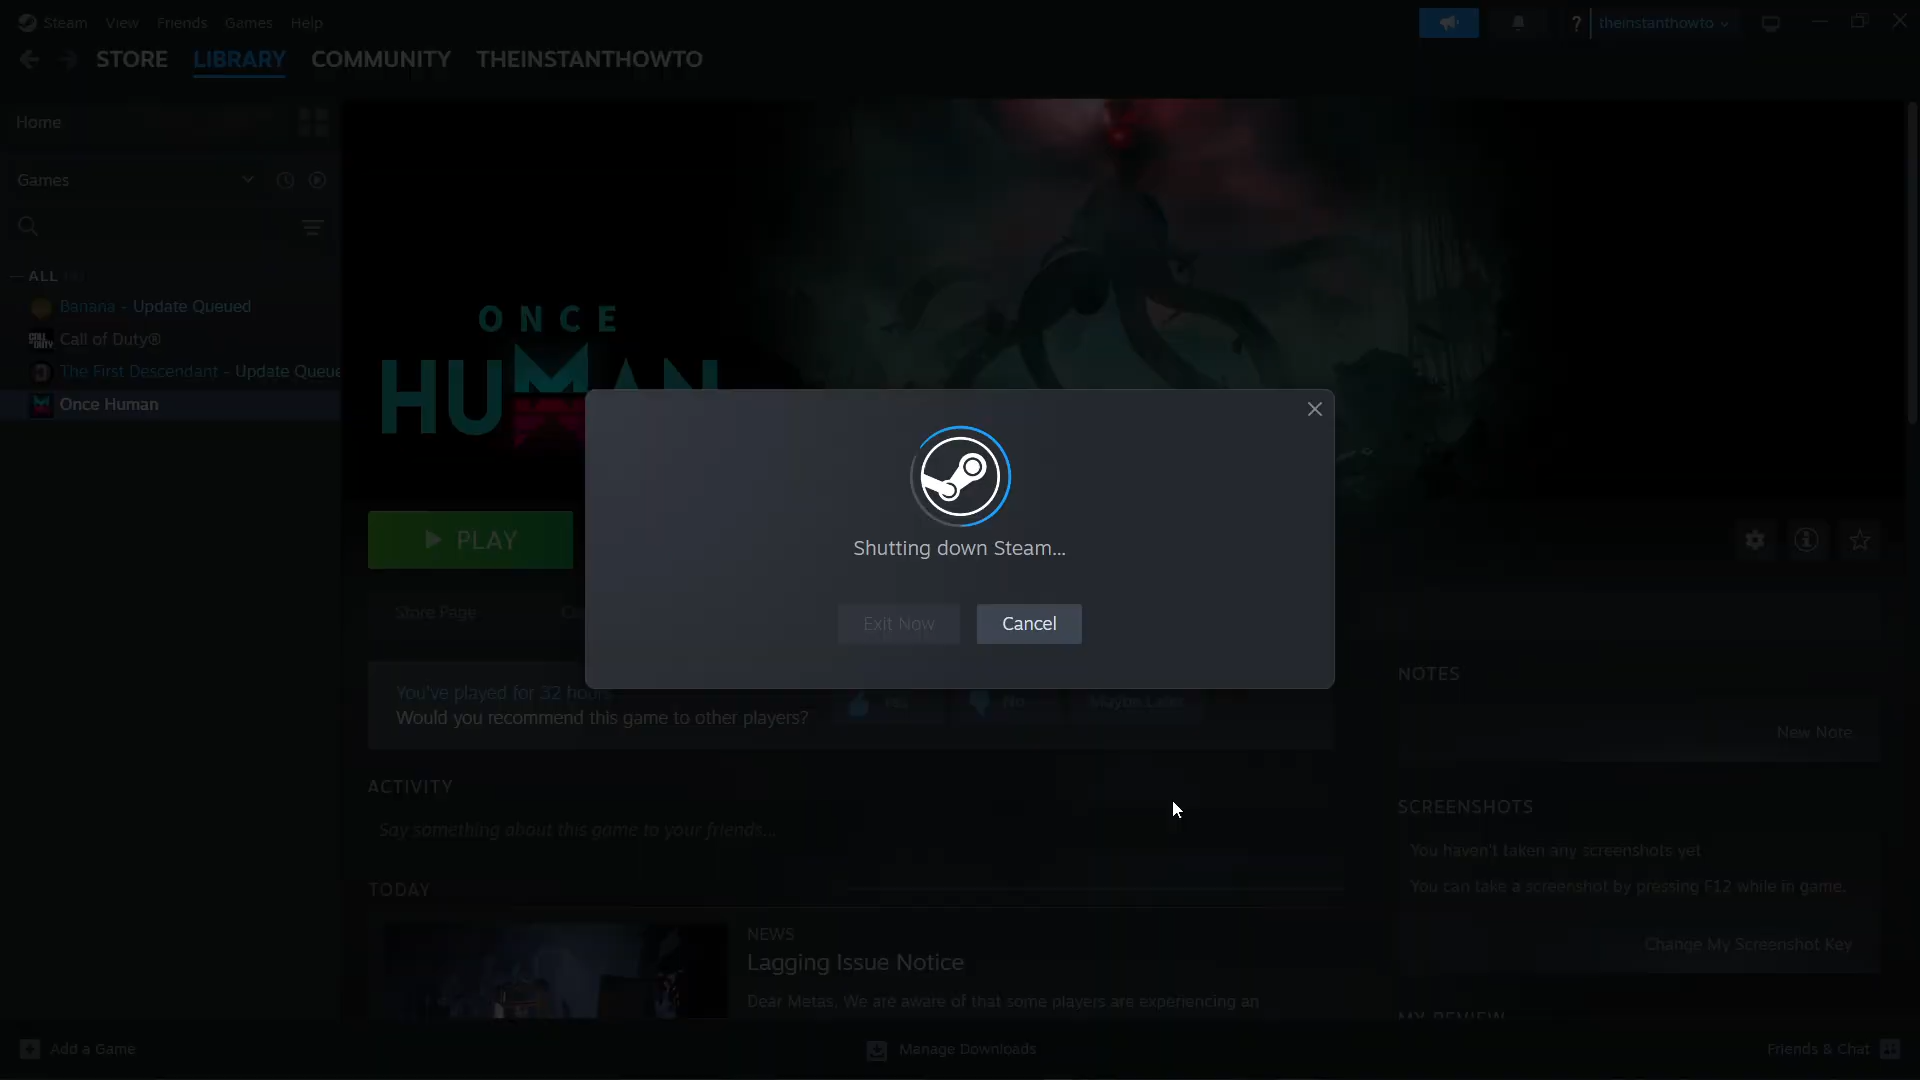 Steam View Friends Games Help
theinstanthowto
STORE LIBRARY COMMUNITY THEINSTANTHOWTO
Home
Games
ALL
Banana - Update Queued
Call of Duty®
The First Descendant - Update Queue
Once Human
ONCE
HUMAN
Shutting down Steam...
Exit Now Cancel
PLAY
Store Page
You've played for 32 hours
Would you recommend this game to other players?
No Maybe Later
NOTES
New Note
ACTIVITY
Say something about this game to your friends...
SCREENSHOTS
You haven't taken any screenshots yet
You can take a screenshot by pressing F12 while in game.
Change My Screenshot Key
TODAY
NEWS
Lagging Issue Notice
Dear Metas, We are aware of that some players are experiencing an
MY REVIEW
Add a Game
Manage Downloads
Friends & Chat